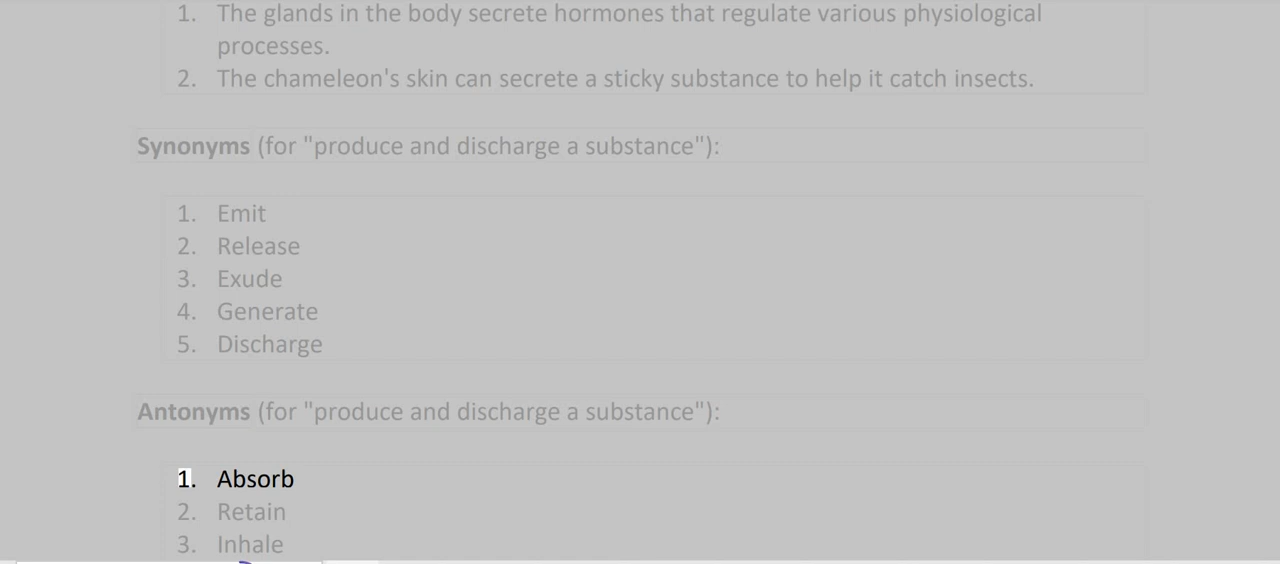 1. The glands in the body secrete hormones that regulate various physiological
processes.
2. The chameleon's skin can secrete a sticky substance to help it catch insects.
Synonyms (for "produce and discharge a substance"):
1. Emit
2. Release
3. Exude
4. Generate
5. Discharge
Antonyms (for "produce and discharge a substance"):
1. Absorb
2. Retain
3. Inhale